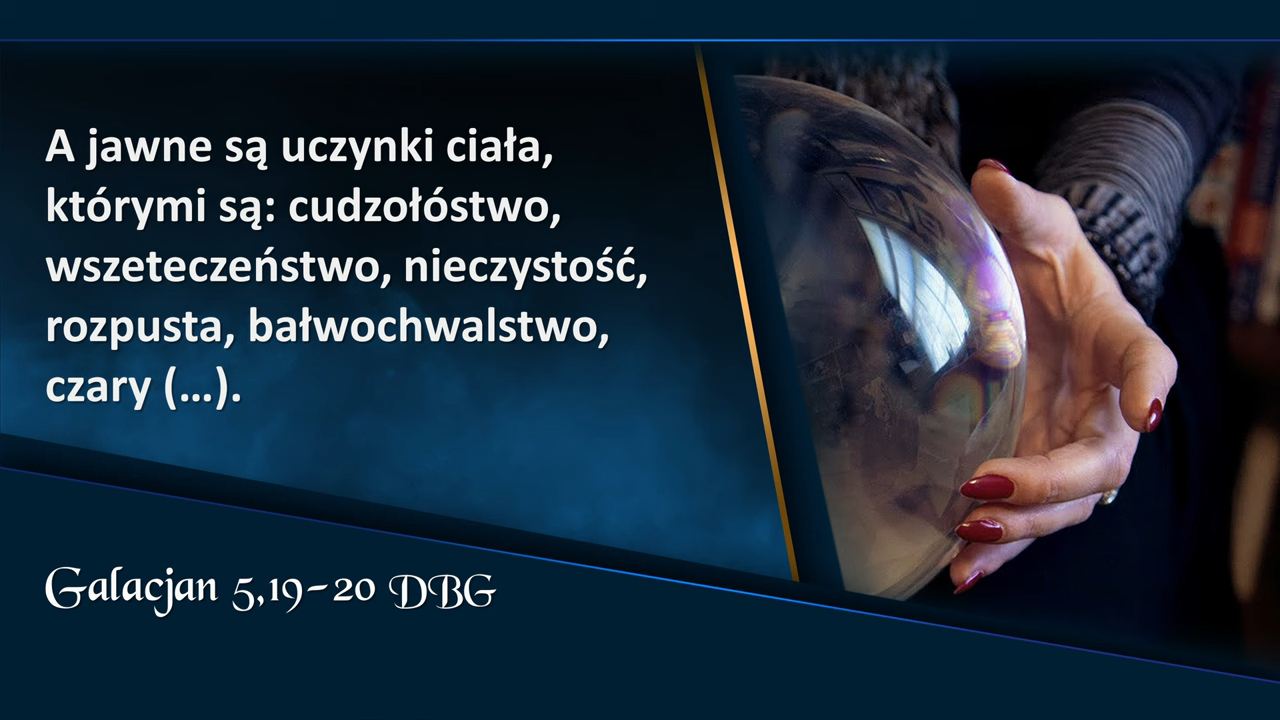 A jawne są uczynki ciała,
którymi są: cudzołóstwo,
wszeteczeństwo, nieczystość,
rozpusta, bałwochwalstwo,
czary (...).
Galacjan 5,19-20 DBG